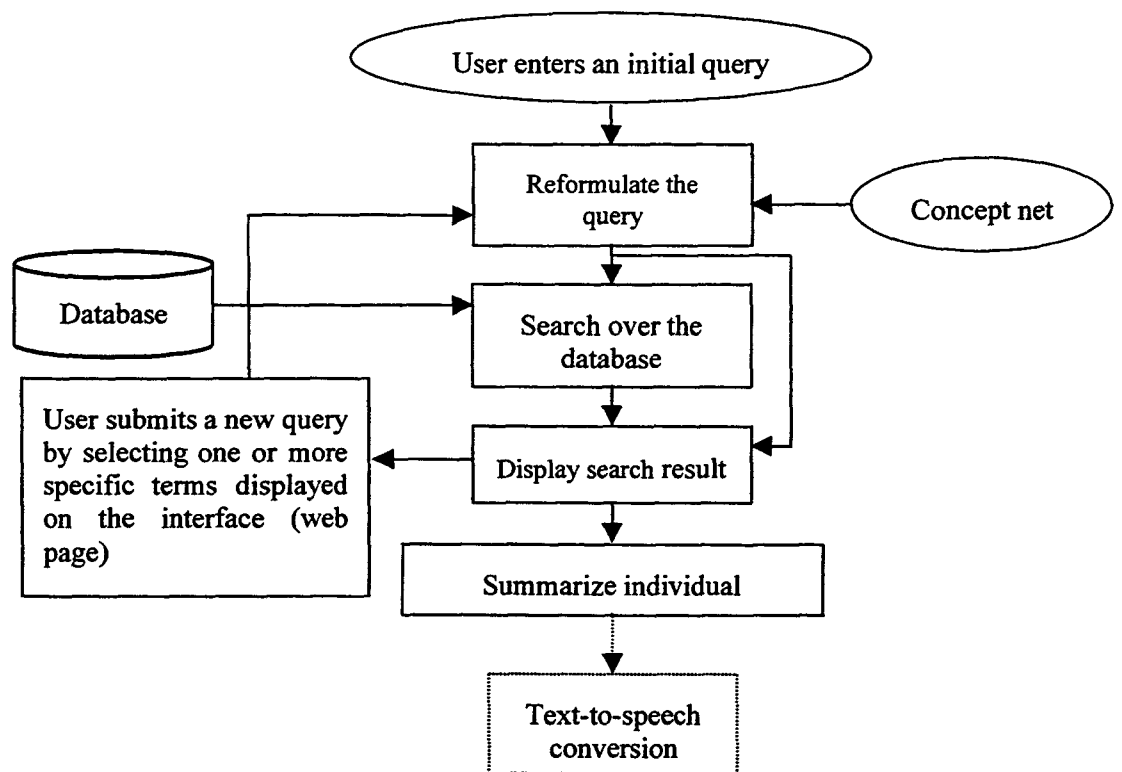 User enters an initial query
Reformulate the
query
Concept net
Database
Search over the
database
User submits a new query
by selecting one or more
specific terms displayed
on the interface (web
page)
Display search result
Summarize individual
Text-to-speech
conversion